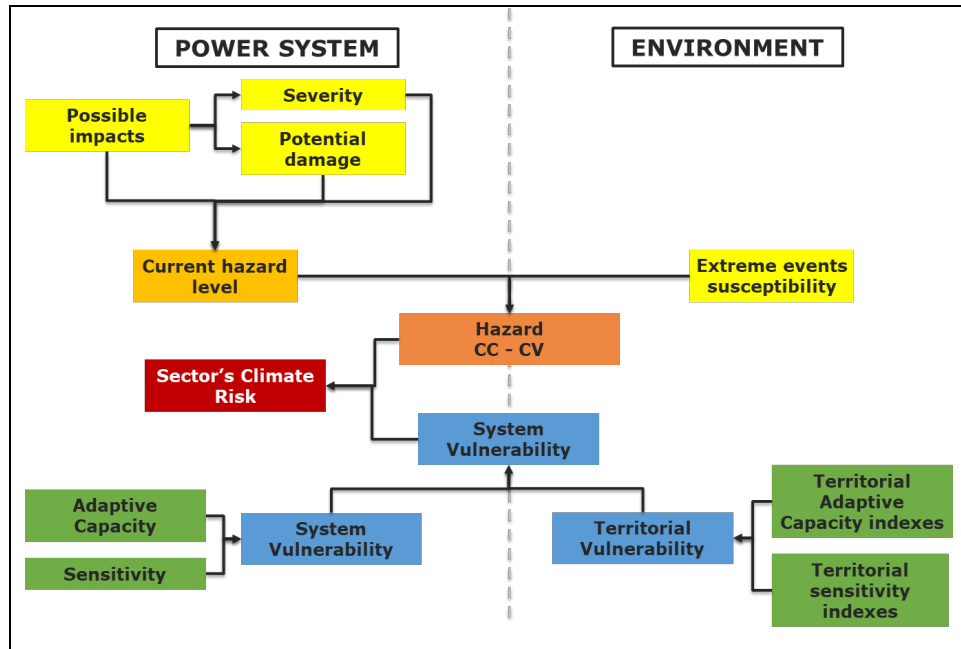 POWER SYSTEM
ENVIRONMENT
Possible
impacts
Severity
Potential
damage
Current hazard
level
Extreme events
susceptibility
Hazard
CC - CV
Sector's Climate
Risk
System
Vulnerability
Adaptive
Capacity
Sensitivity
System
Vulnerability
Territorial
Vulnerability
Territorial
Adaptive
Capacity indexes
Territorial
sensitivity
indexes